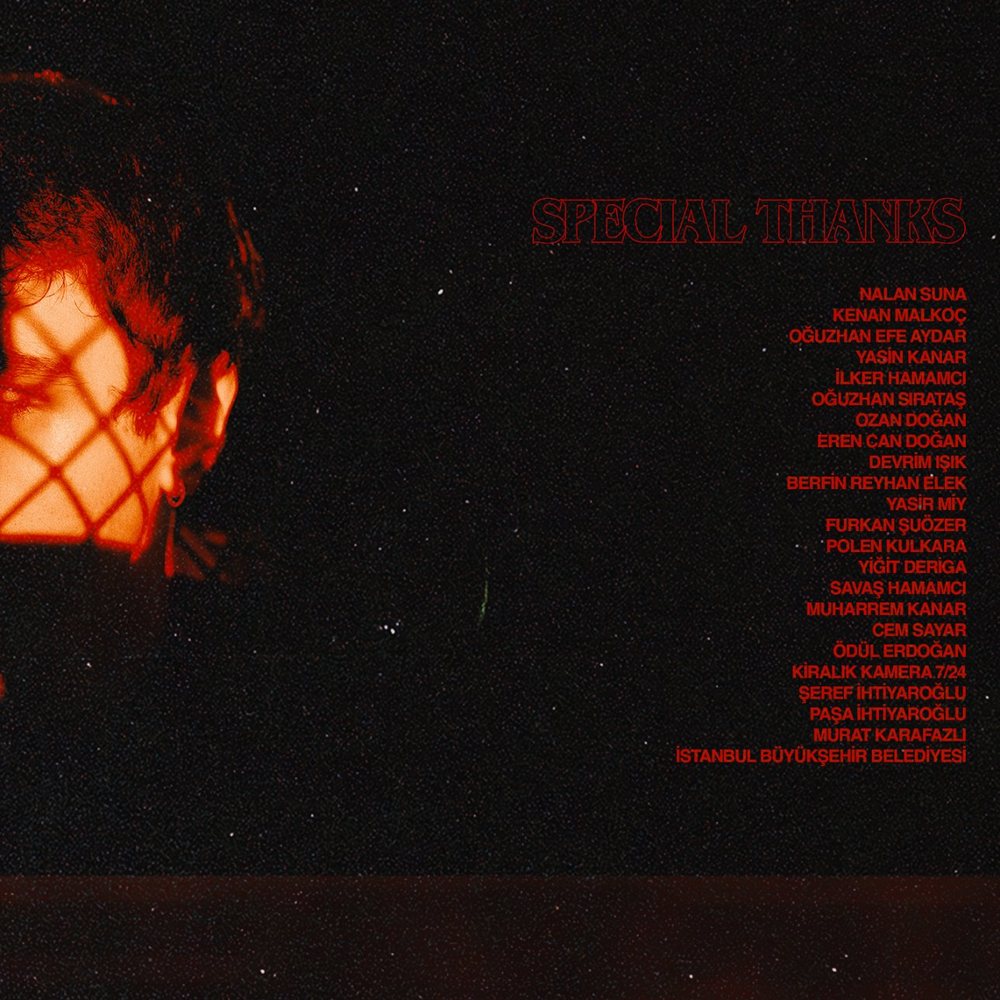 SPECIAL THANKS
NALAN SUNA
KENAN MALKOÇ
OĞUZHAN EFE AYDAR
YASİN KANAR
İLKER HAMAMCI
OĞUZHAN SIRATAŞ
OZAN DOĞAN
EREN CAN DOĞAN
DEVRİM IŞIK
BERFİN REYHAN ELEK
YASİR MİY
FURKAN ŞUÖZER
POLEN KULKARA
YİĞİT DERİGA
SAVAŞ HAMAMCI
MUHARREM KANAR
CEM SAYAR
ÖDÜL ERDOĞAN
KİRALIK KAMERA 7/24
ŞEREF İHTİYAROĞLU
PAŞA İHTİYAROĞLU
MURAT KARAFAZLI
İSTANBUL BÜYÜKŞEHİR BELEDİYESİ